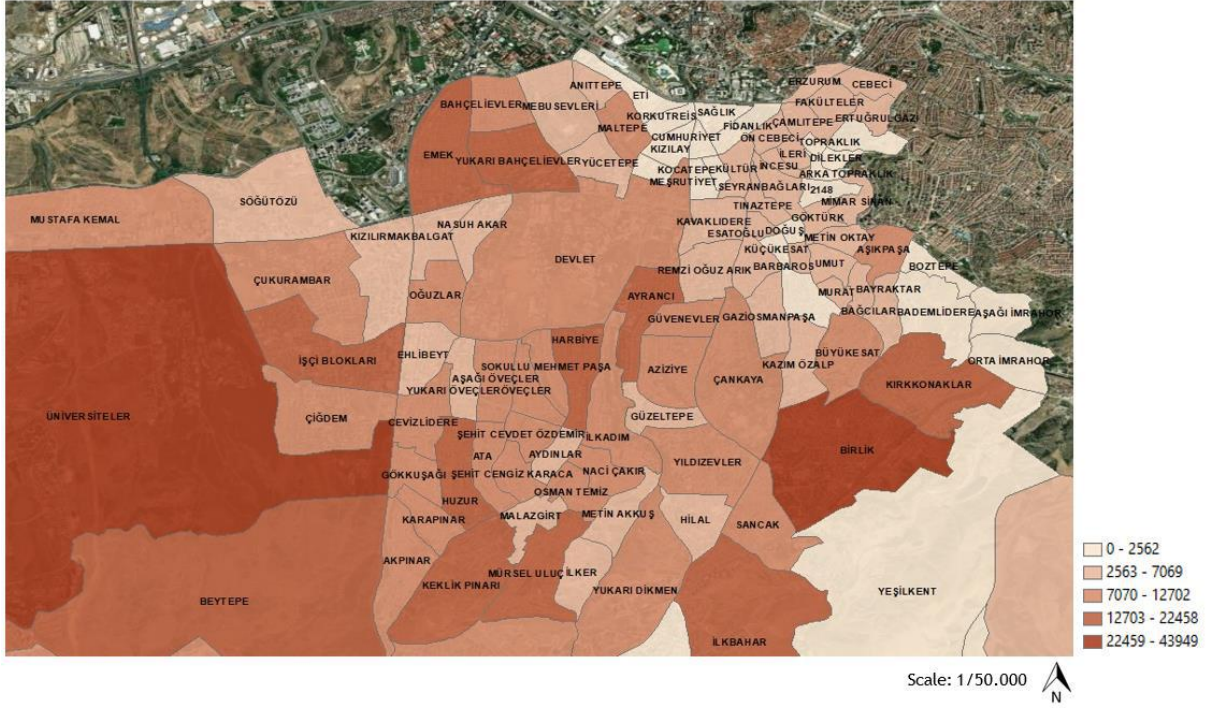 ERZURUM
CEBECİ
ANITTEPE
ETİ
BAHÇELİEVLER
MEBUSEVLERİ
FAKÜLTELER
KORKUTREİS
SAĞLIK
ÇAMLITEPE
ERTUĞRULGAZİ
MALTEPE
FİDANLIK
CUMHURİYET
ÖN CEBECİ
TOPRAKLIK
KIZILAY
EMEK
YUKARI BAHÇELİEVLER
YÜCETEPE
İLERİ
DİLEKLER
KOCATEPE
KÜLTÜR
İNCESU
ARKA TOPRAKLIK
MEŞRUTİYET
SEYRANBAĞLARI
2148
SÖĞÜTÖZÜ
TINAZTEPE
MİMAR SİNAN
MUSTAFA KEMAL
NASUH AKAR
KAVAKLIDERE
GÖKTÜRK
KIZILIRMAK
BALGAT
ESATOĞLU
DOĞUŞ
METİN OKTAY
KÜÇÜKESAT
AŞIKPAŞA
DEVLET
UMUT
BOZTEPE
REMZİ OĞUZ ARIK
BARBAROS
ÇUKURAMBAR
OĞUZLAR
AYRANCI
MURAT
BAYRAKTAR
GÜVENEVLER
GAZİOSMANPAŞA
BAĞCILAR
BADEMLİDERE
AŞAĞI İMRAHOR
HARBİYE
İŞÇİ BLOKLARI
EHLİBEYT
BÜYÜKESAT
ORTA İMRAHOR
SOKULLU MEHMET PAŞA
AZİZİYE
KAZIM ÖZALP
AŞAĞI ÖVEÇLER
ÇANKAYA
KIRKKONAKLAR
YUKARI ÖVEÇLER
ÖVEÇLER
ÜNİVERSİTELER
ÇİĞDEM
CEVİZLİDERE
GÜZELTEPE
ŞEHİT CEVDET ÖZDEMİR
İLKADIM
BİRLİK
ATA
AYDINLAR
YILDIZEVLER
GÖKKUŞAĞI
ŞEHİT CENGİZ KARACA
NACİ ÇAKIR
OSMAN TEMİZ
HUZUR
MALAZGİRT
METİN AKKUŞ
KARAPINAR
HİLAL
SANCAK
AKPINAR
MÜRSEL ULUÇ
İLKER
KEKLİK PINARI
YUKARI DİKMEN
YEŞİLKENT
BEYTEPE
İLKBAHAR
0 - 2562
2563 - 7069
7070 - 12702
12703 - 22458
22459 - 43949
Scale: 1/50.000
N